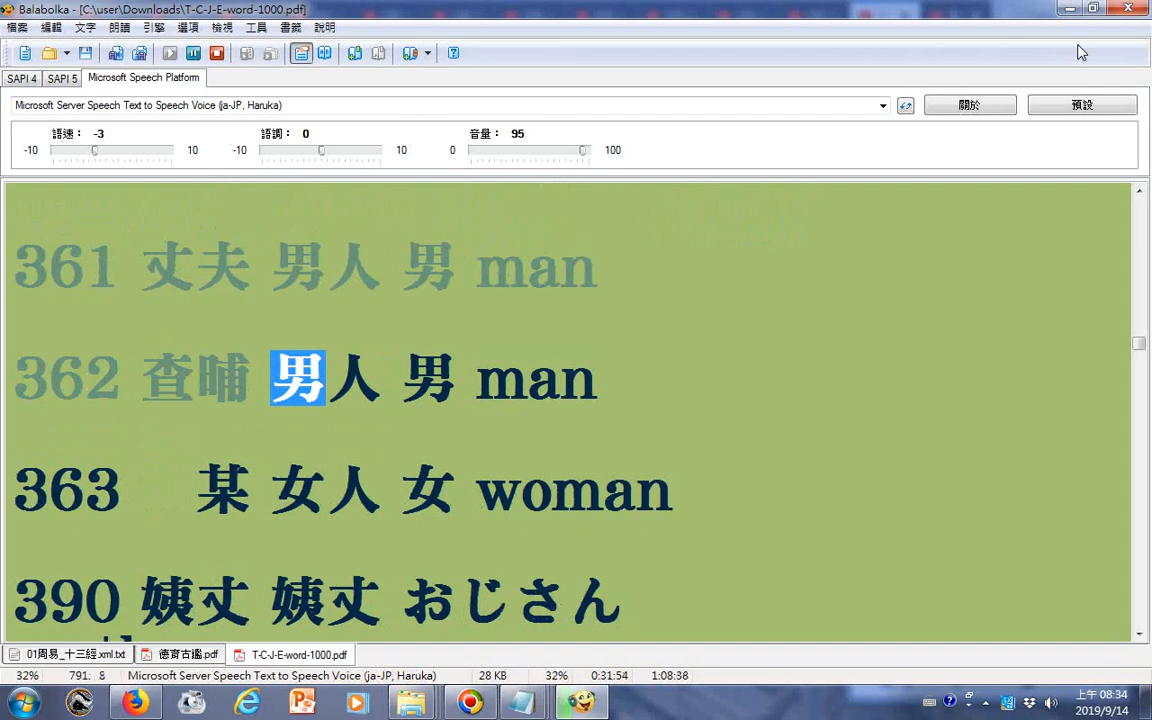 Balabolka - [C:\user\Downloads\T-C-J-E-word-1000.pdf]
檔案 編輯 文字 朗讀 引擎 選項 檢視 工具 書籤 說明
SAPI 4 SAPI 5 Microsoft Speech Platform
Microsoft Server Speech Text to Speech Voice (ja-JP, Haruka) 關於 預設
語速： -3 語調： 0 音量： 95
-10 10 -10 10 0 100
361 丈夫 男人 男 man
362 查哺 男人 男 man
363 某 女人 女 woman
390 姨丈 姨丈 おじさん
01周易_十三經.xml.txt 德育古鑑.pdf T-C-J-E-word-1000.pdf
32% 791: 8 Microsoft Server Speech Text to Speech Voice (ja-JP, Haruka) 28 KB 32% 0:31:54 1:08:38
上午 08:34
2019/9/14